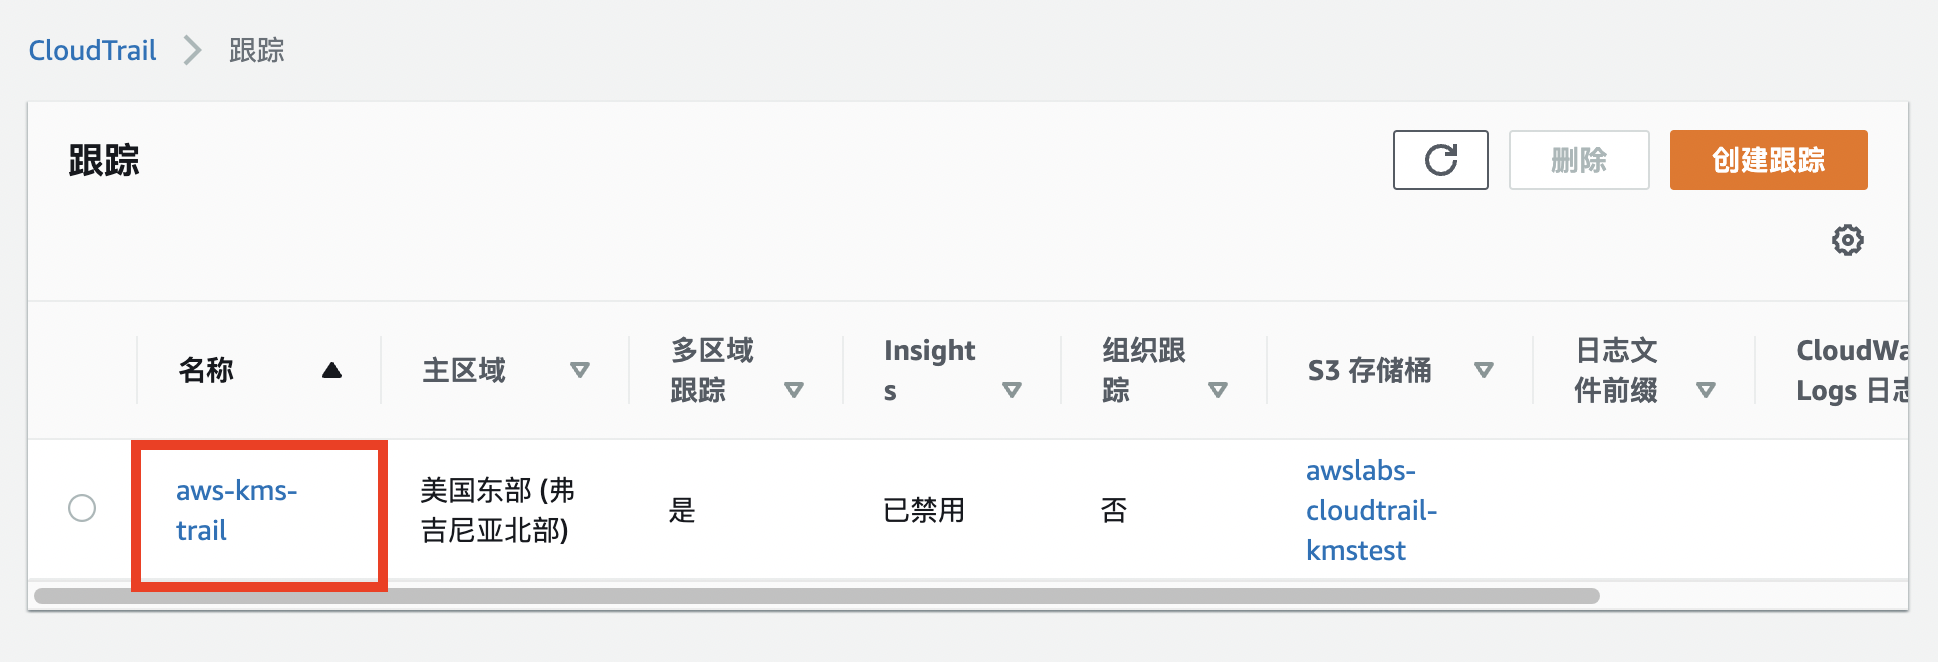 CloudTrail 跟踪
跟踪
删除 创建跟踪
名称 主区域 多区域
跟踪 Insight
s 组织跟
踪 S3 存储桶 日志文
件前缀 CloudWa
Logs 日志
aws-kms-
trail
美国东部 (弗
吉尼亚北部)
是
已禁用
否
awslabs-
cloudtrail-
kmstest